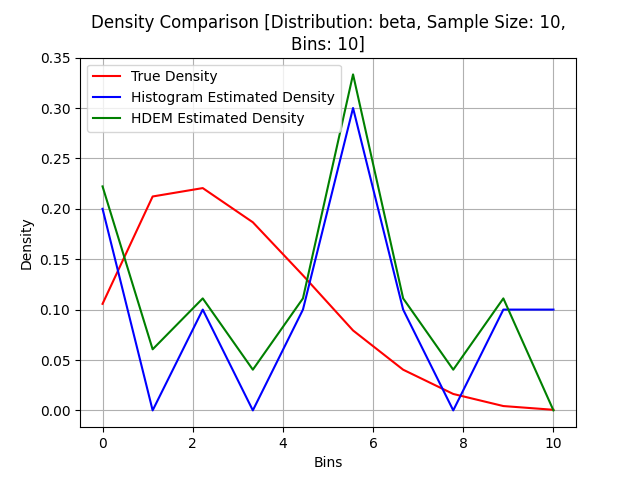 Density Comparison [Distribution: beta, Sample Size: 10,
Bins: 10]
True Density
Histogram Estimated Density
HDEM Estimated Density
Density
0.35
0.30
0.25
0.20
0.15
0.10
0.05
0.00
0 2 4 6 8 10
Bins